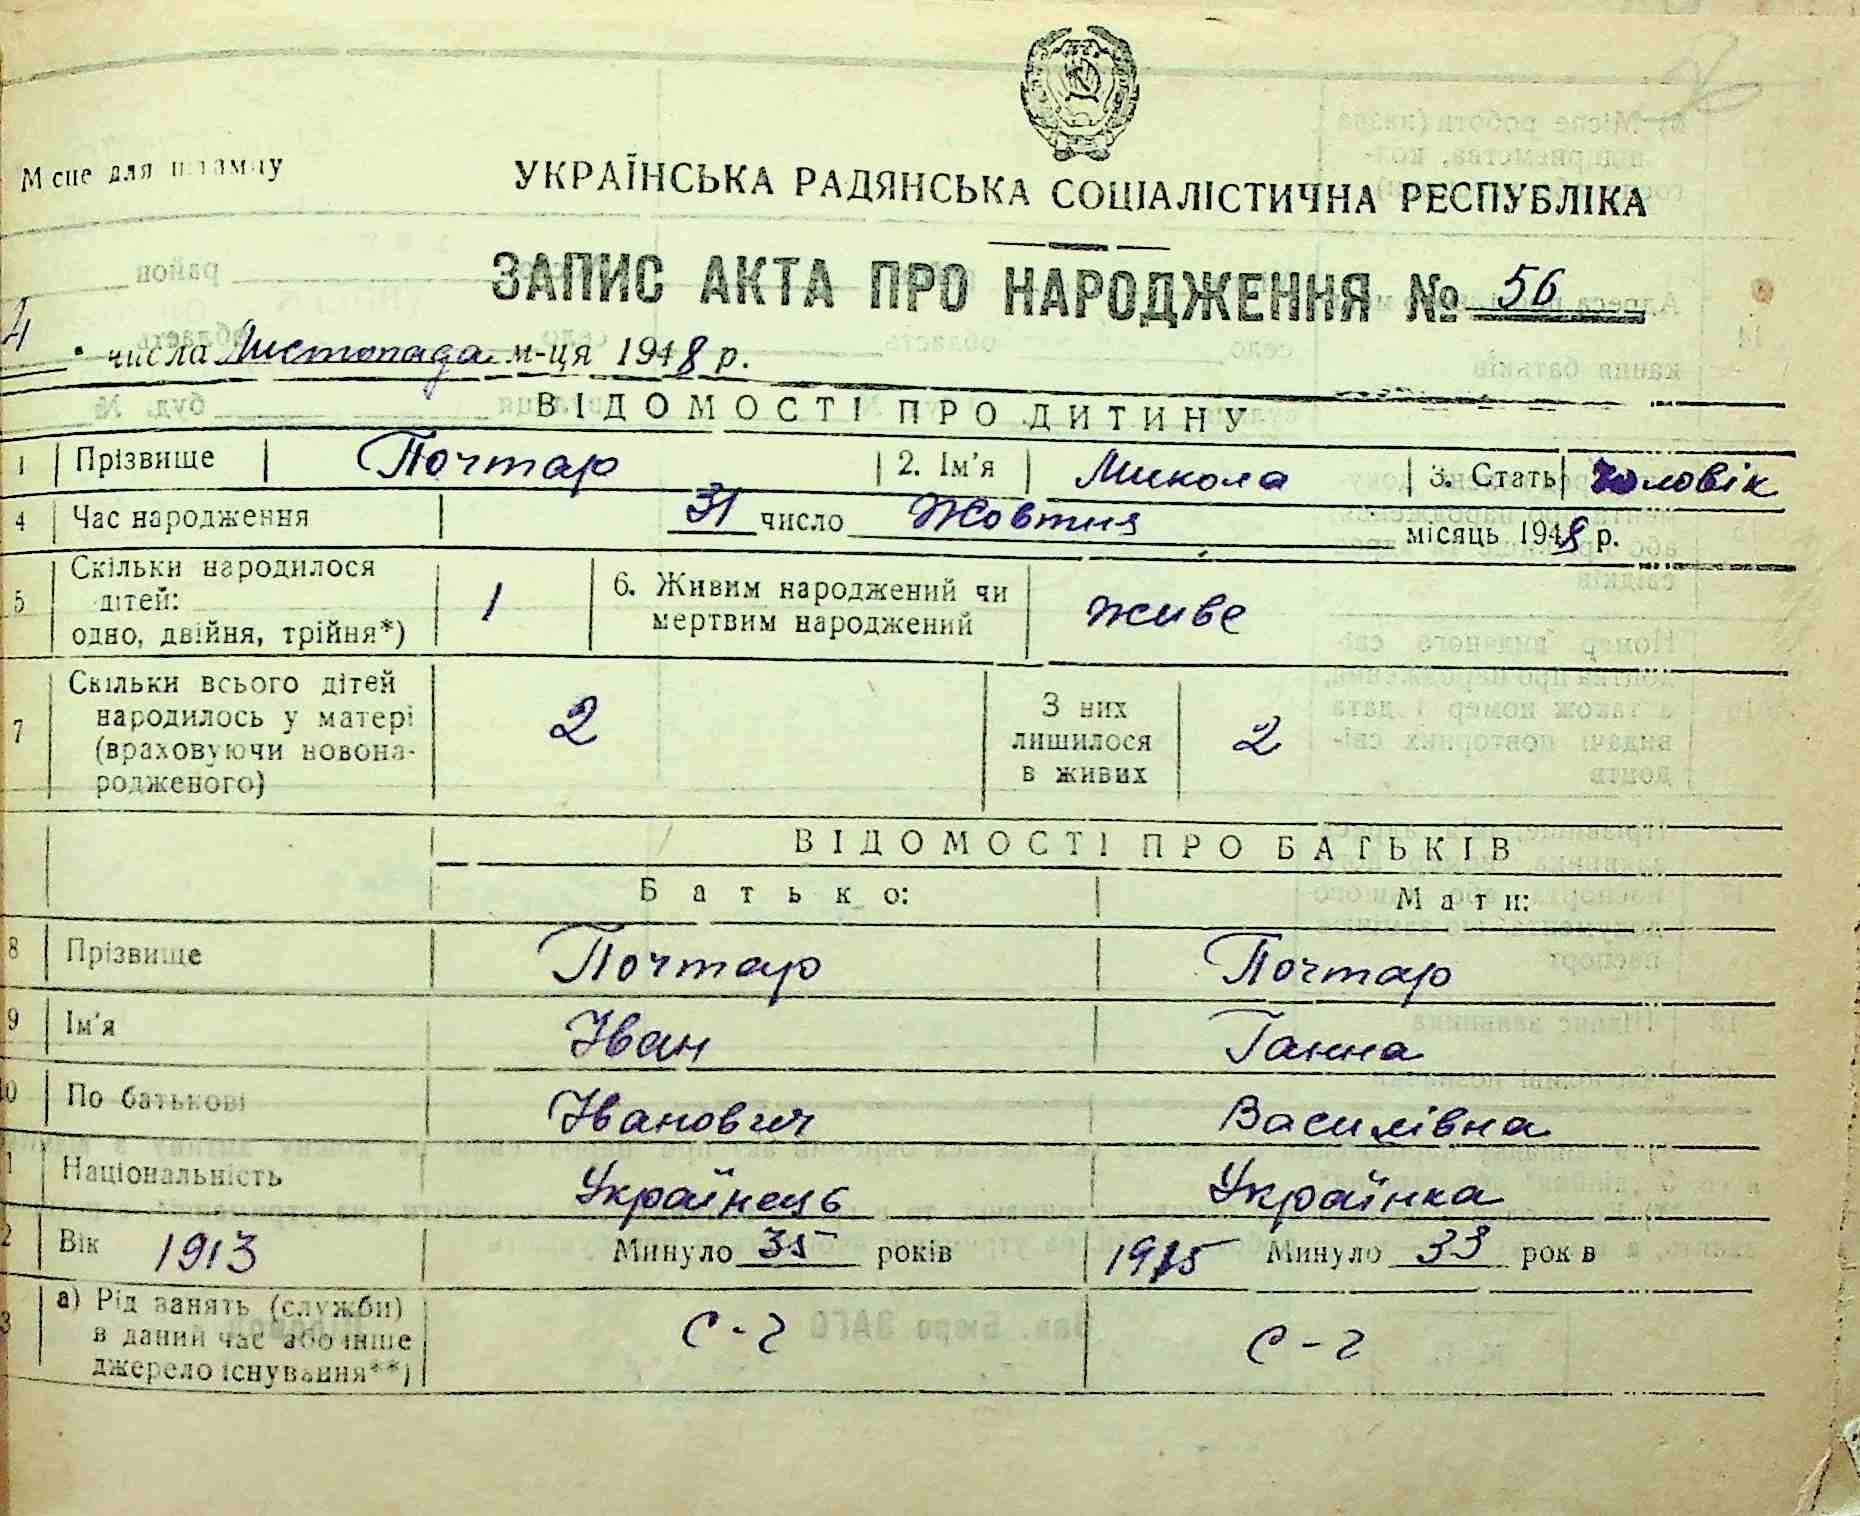 Місце для штампу
УКРАЇНСЬКА РАДЯНСЬКА СОЦІАЛІСТИЧНА РЕСПУБЛІКА
ЗАПИС АКТА ПРО НАРОДЖЕННЯ № 56
4 числа Листопада м-ця 1948 р.
ВІДОМОСТІ ПРО ДИТИНУ
1 Прізвище Почтар 2. Ім'я Микола 3. Стать Чоловік
4 Час народження 31 число Жовтня місяць 1948 р.
5 Скільки народилося дітей: одно, двійня, трійня*) 1 6. Живим народжений чи мертвим народжений живе
7 Скільки всього дітей народилось у матері (враховуючи новонародженого) 2 З них лишилося в живих 2
ВІДОМОСТІ ПРО БАТЬКІВ
Батько: Мати:
8 Прізвище Почтар Почтар
9 Ім'я Іван Ганна
10 По батькові Іванович Василівна
11 Національність Українець Українка
12 Вік 1913 Минуло 35 років 1915 Минуло 33 років
13 а) Рід занять (служби) в даний час або інше джерело існування**) с-г с-г